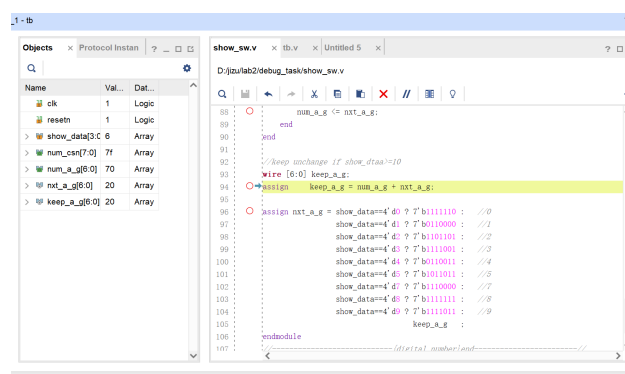 _1 - tb
Objects × Protocol Instan ? _ □
Name Val... Dat...
clk 1 Logic
resetn 1 Logic
> show_data[3:0 6 Array
> num_csn[7:0] 7f Array
> num_a_g[6:0] 70 Array
> nxt_a_g[6:0] 20 Array
> keep_a_g[6:0] 20 Array
show_sw.v × tb.v × Untitled 5 × ? □
D:/jizu/lab2/debug_task/show_sw.v
88 num_a_g <= nxt_a_g;
89 end
90 end
91
92 //keep unchange if show_dtaa>=10
93 wire [6:0] keep_a_g;
94 assign keep_a_g = num_a_g + nxt_a_g;
95
96 assign nxt_a_g = show_data==4'd0 ? 7'b1111110 : //0
97 show_data==4'd1 ? 7'b0110000 : //1
98 show_data==4'd2 ? 7'b1101101 : //2
99 show_data==4'd3 ? 7'b1111001 : //3
100 show_data==4'd4 ? 7'b0110011 : //4
101 show_data==4'd5 ? 7'b1011011 : //5
102 show_data==4'd7 ? 7'b1110000 : //7
103 show_data==4'd8 ? 7'b1111111 : //8
104 show_data==4'd9 ? 7'b1111011 : //9
105 keep_a_g ;
106 endmodule
107 //----------------------------{digital number}end----------------------------//